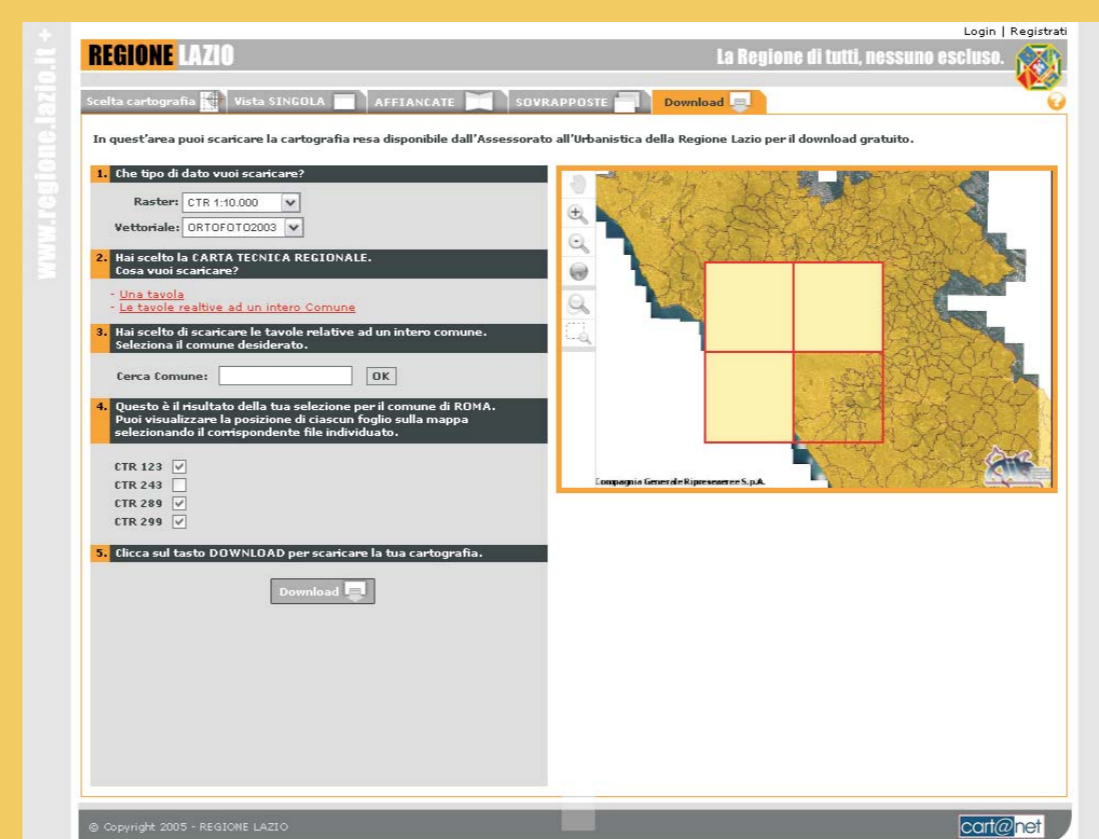 www.regione.lazio.it +
Login | Registrati
REGIONE LAZIO
La Regione di tutti, nessuno escluso.
Scelta cartografia
Vista SINGOLA
AFFIANCATE
SOVRAPPOSTE
Download
?
In quest'area puoi scaricare la cartografia resa disponibile dall'Assessorato all'Urbanistica della Regione Lazio per il download gratuito.
1. Che tipo di dato vuoi scaricare?
Raster: CTR 1:10.000
Vettoriale: ORTOFOTO2003
2. Hai scelto la CARTA TECNICA REGIONALE.
Cosa vuoi scaricare?
- Una tavola
- Le tavole realtive ad un intero Comune
3. Hai scelto di scaricare le tavole relative ad un intero comune.
Seleziona il comune desiderato.
Cerca Comune: OK
4. Questo è il risultato della tua selezione per il comune di ROMA.
Puoi visualizzare la posizione di ciascun foglio sulla mappa
selezionando il corrispondente file individuato.
CTR 123
CTR 243
CTR 289
CTR 299
5. Clicca sul tasto DOWNLOAD per scaricare la tua cartografia.
Download
Compagnia Generale Ripreseaeree S.p.A.
© Copyright 2005 - REGIONE LAZIO
cart@net